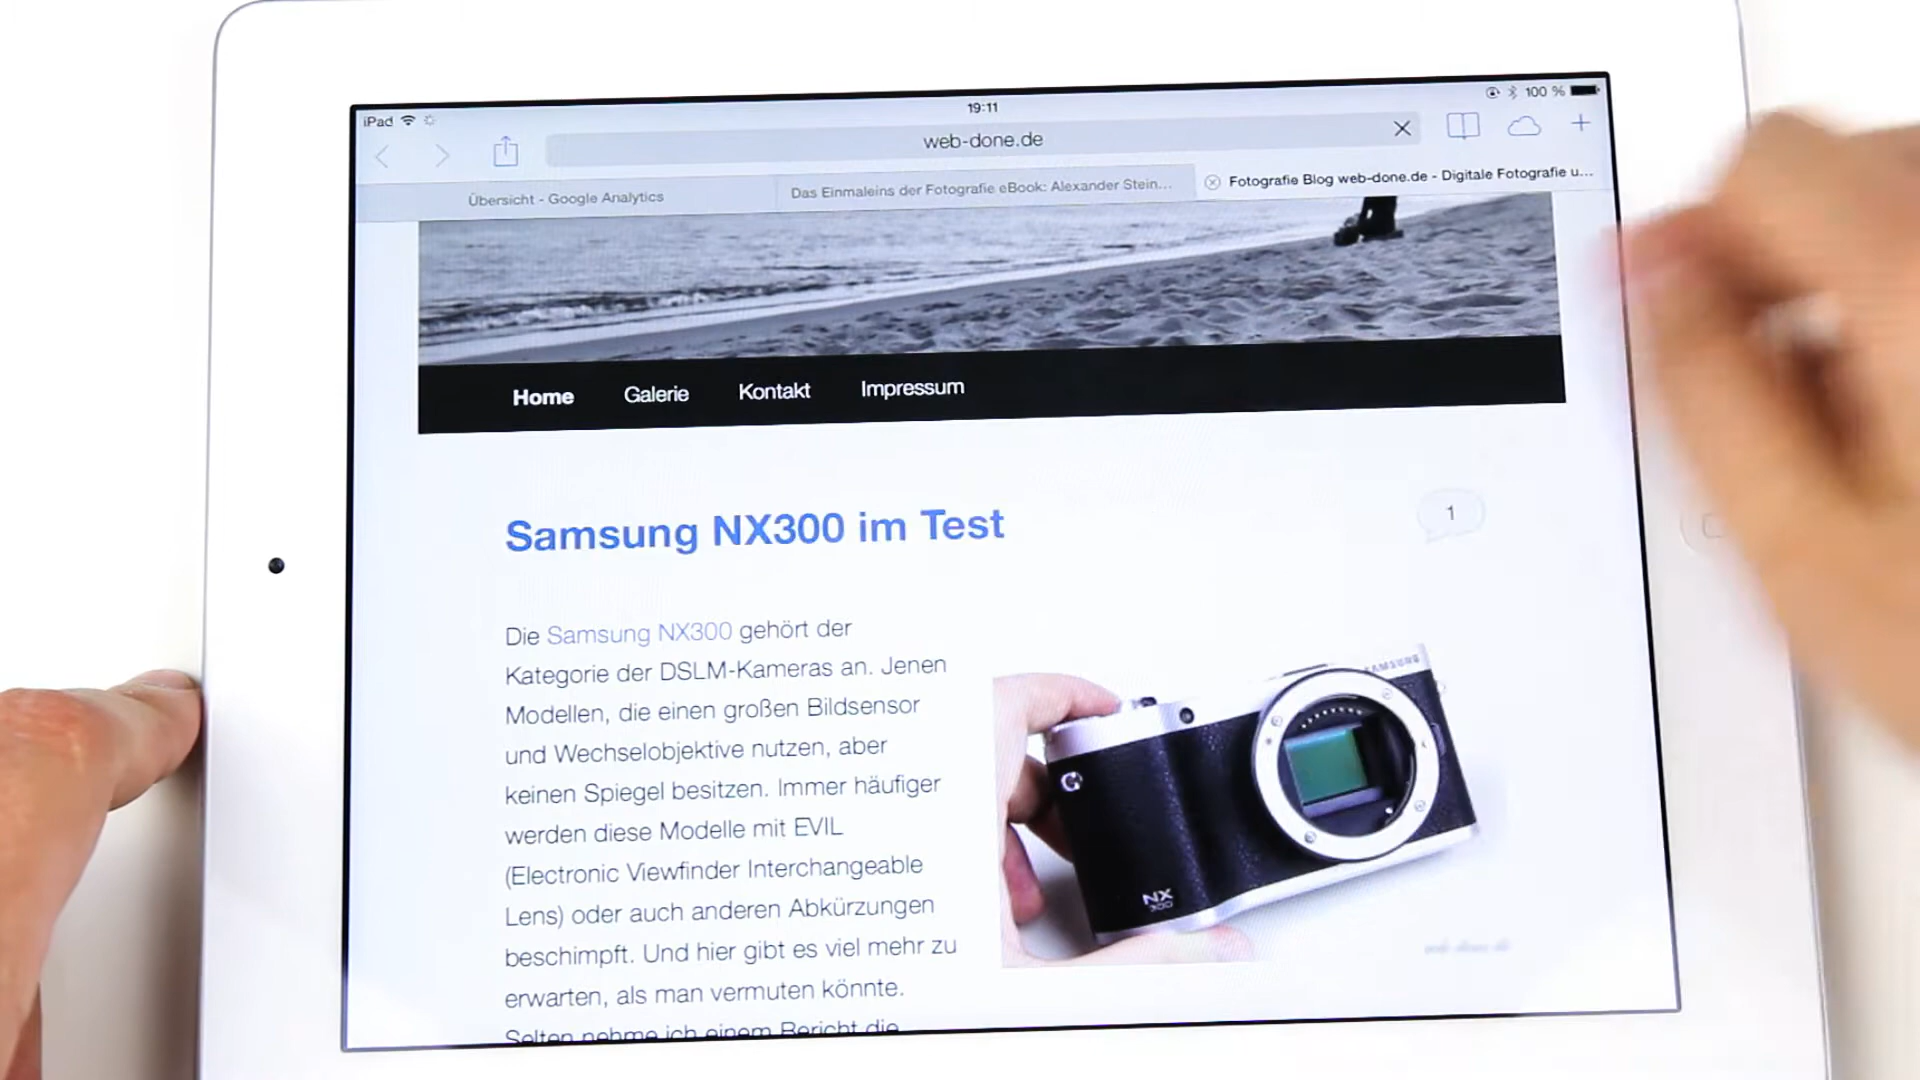 iPad
19:11
100 %
web-done.de
Übersicht - Google Analytics
Das Einmaleins der Fotografie eBook: Alexander Stein...
Fotografie Blog web-done.de - Digitale Fotografie u...
Home Galerie Kontakt Impressum
Samsung NX300 im Test
1
Die Samsung NX300 gehört der
Kategorie der DSLM-Kameras an. Jenen
Modellen, die einen großen Bildsensor
und Wechselobjektive nutzen, aber
keinen Spiegel besitzen. Immer häufiger
werden diese Modelle mit EVIL
(Electronic Viewfinder Interchangeable
Lens) oder auch anderen Abkürzungen
beschimpft. Und hier gibt es viel mehr zu
erwarten, als man vermuten könnte.
Selten nehme ich einem Bericht die
SAMSUNG
NX
300
web-done.de